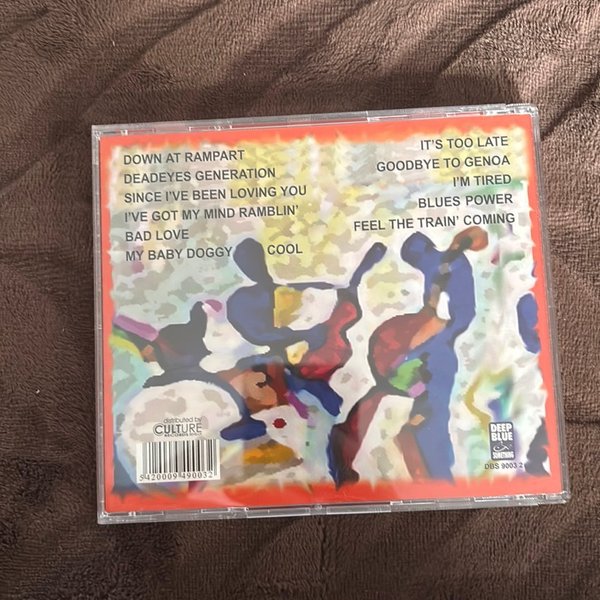 DOWN AT RAMPART
DEADEYES GENERATION
SINCE I'VE BEEN LOVING YOU
I'VE GOT MY MIND RAMBLIN'
BAD LOVE
MY BABY DOGGY COOL
IT'S TOO LATE
GOODBYE TO GENOA
I'M TIRED
BLUES POWER
FEEL THE TRAIN' COMING
distributed by
CULTURE
5420009490032
DEEP
BLUE
SOMETHING
DBS 9003 2